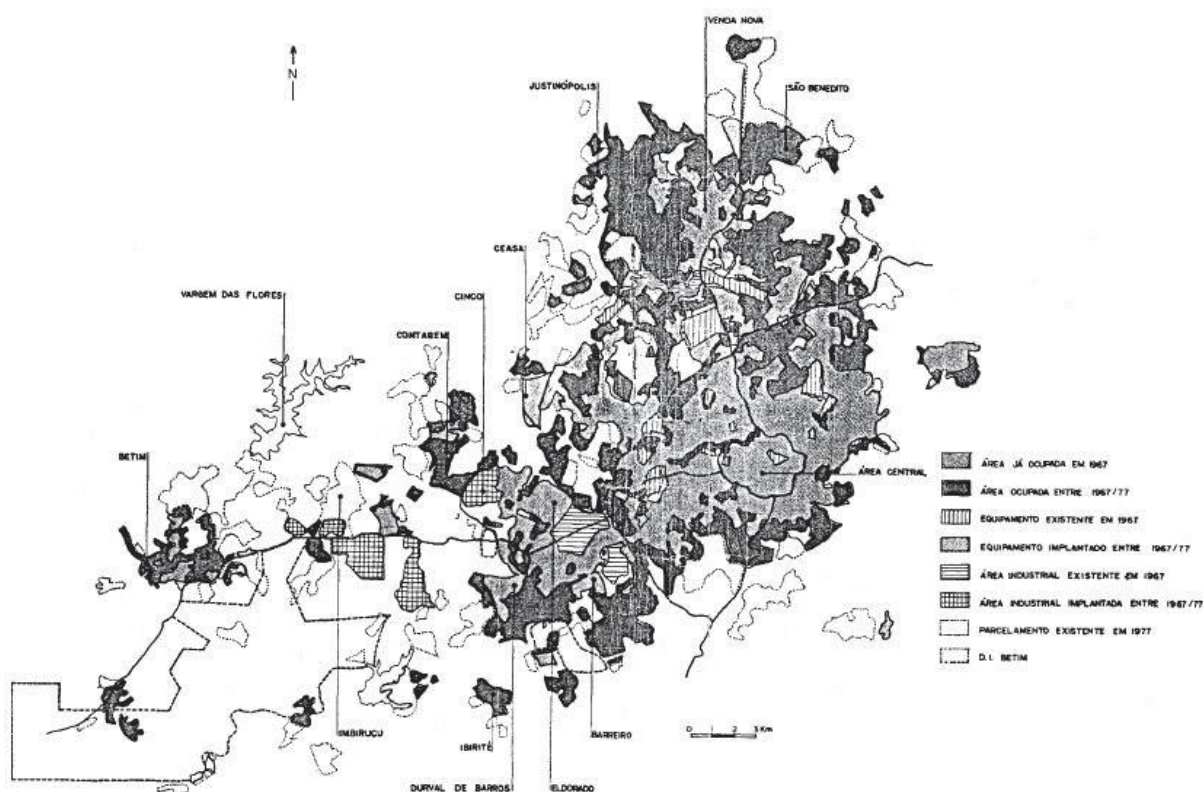 VENDA NOVA
N
JUSTINÓPOLIS
SÃO BENEDITO
CEASA
VARGEM DAS FLORES
CINCO
CONTAGEM
BETIM
ÁREA CENTRAL
ÁREA JÁ OCUPADA EM 1967
ÁREA OCUPADA ENTRE 1967/77
EQUIPAMENTO EXISTENTE EM 1967
EQUIPAMENTO IMPLANTADO ENTRE 1967/77
ÁREA INDUSTRIAL EXISTENTE EM 1967
ÁREA INDUSTRIAL IMPLANTADA ENTRE 1967/77
PARCELAMENTO EXISTENTE EM 1977
D.I. BETIM
0 1 2 3 Km
IMBIRUÇU
IBIRITÉ
BARREIRO
DURVAL DE BARROS
ELDORADO